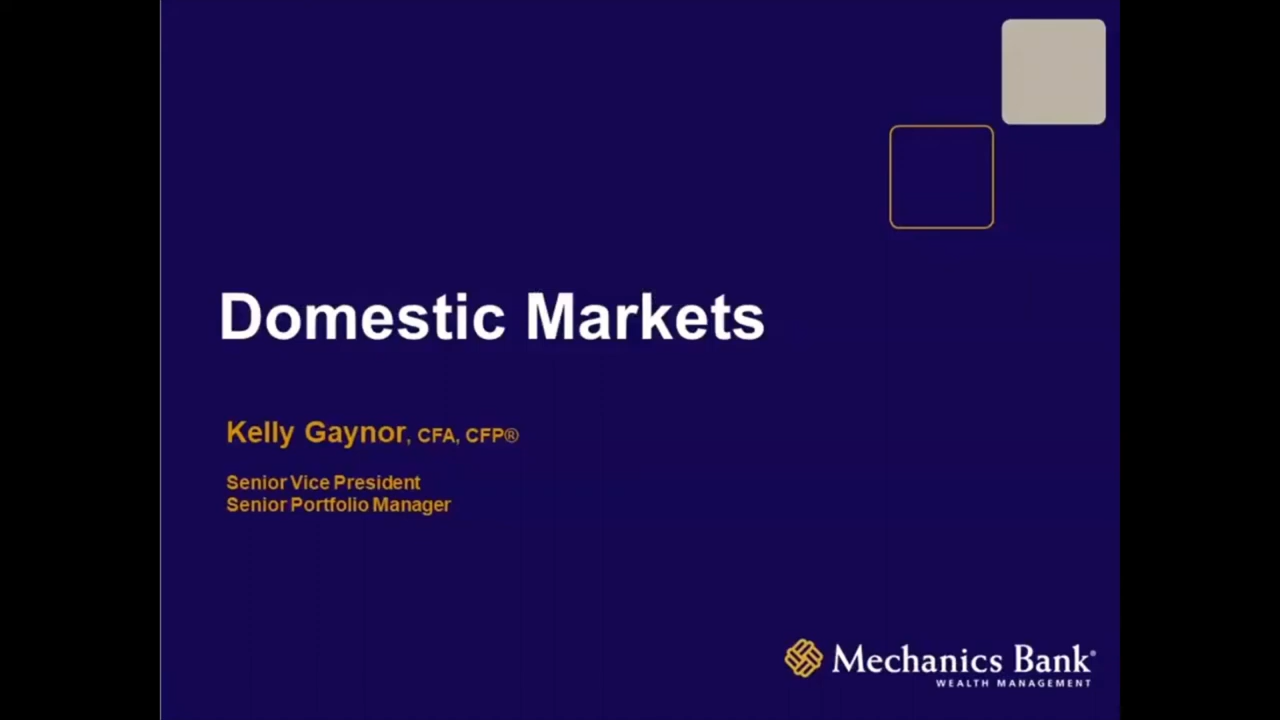 Domestic Markets
Kelly Gaynor, CFA, CFP®
Senior Vice President
Senior Portfolio Manager
Mechanics Bank®
WEALTH MANAGEMENT